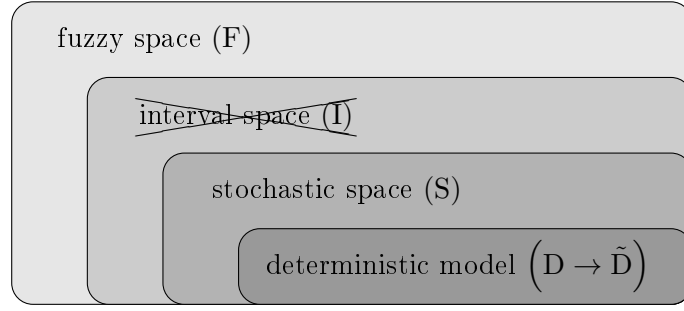 fuzzy space (F)
interval space (I)
stochastic space (S)
deterministic model (D → D̃)